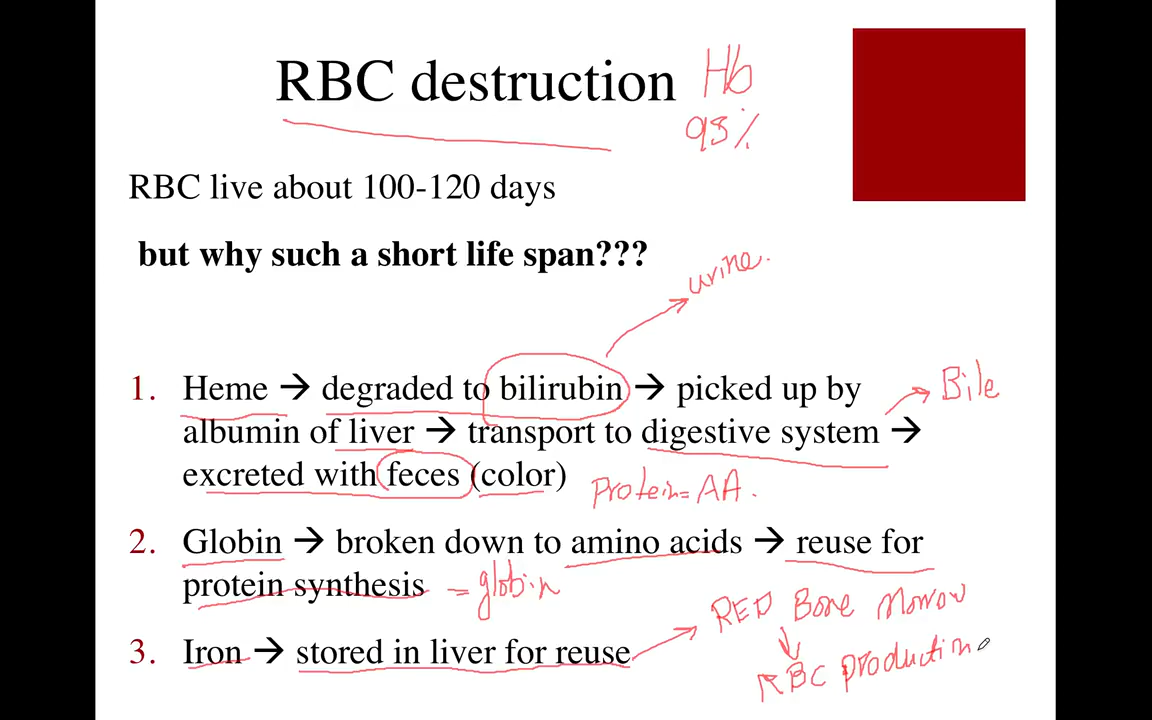 RBC destruction Hb
98%
RBC live about 100-120 days
but why such a short life span???
urine.
1. Heme → degraded to bilirubin → picked up by
Bile
albumin of liver → transport to digestive system →
excreted with feces (color)
Protein = AA.
2. Globin → broken down to amino acids → reuse for
protein synthesis = globin
RED Bone Marrow
3. Iron → stored in liver for reuse
RBC production